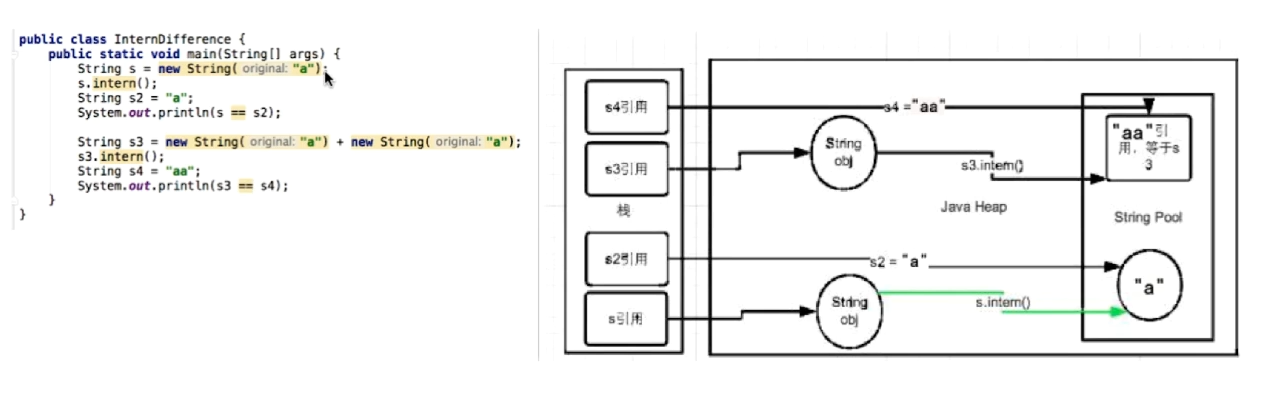 public class InternDifference {
public static void main(String[] args) {
String s = new String( original: "a");
s.intern();
String s2 = "a";
System.out.println(s == s2);
String s3 = new String( original: "a") + new String( original: "a");
s3.intern();
String s4 = "aa";
System.out.println(s3 == s4);
}
}
s4引用
s4 ="aa"
"aa"引
用，等于s
3
String
obj
s3引用
s3.intern()
栈
Java Heap
String Pool
s2引用
s2 = "a"
"a"
String
obj
s.intern()
s引用